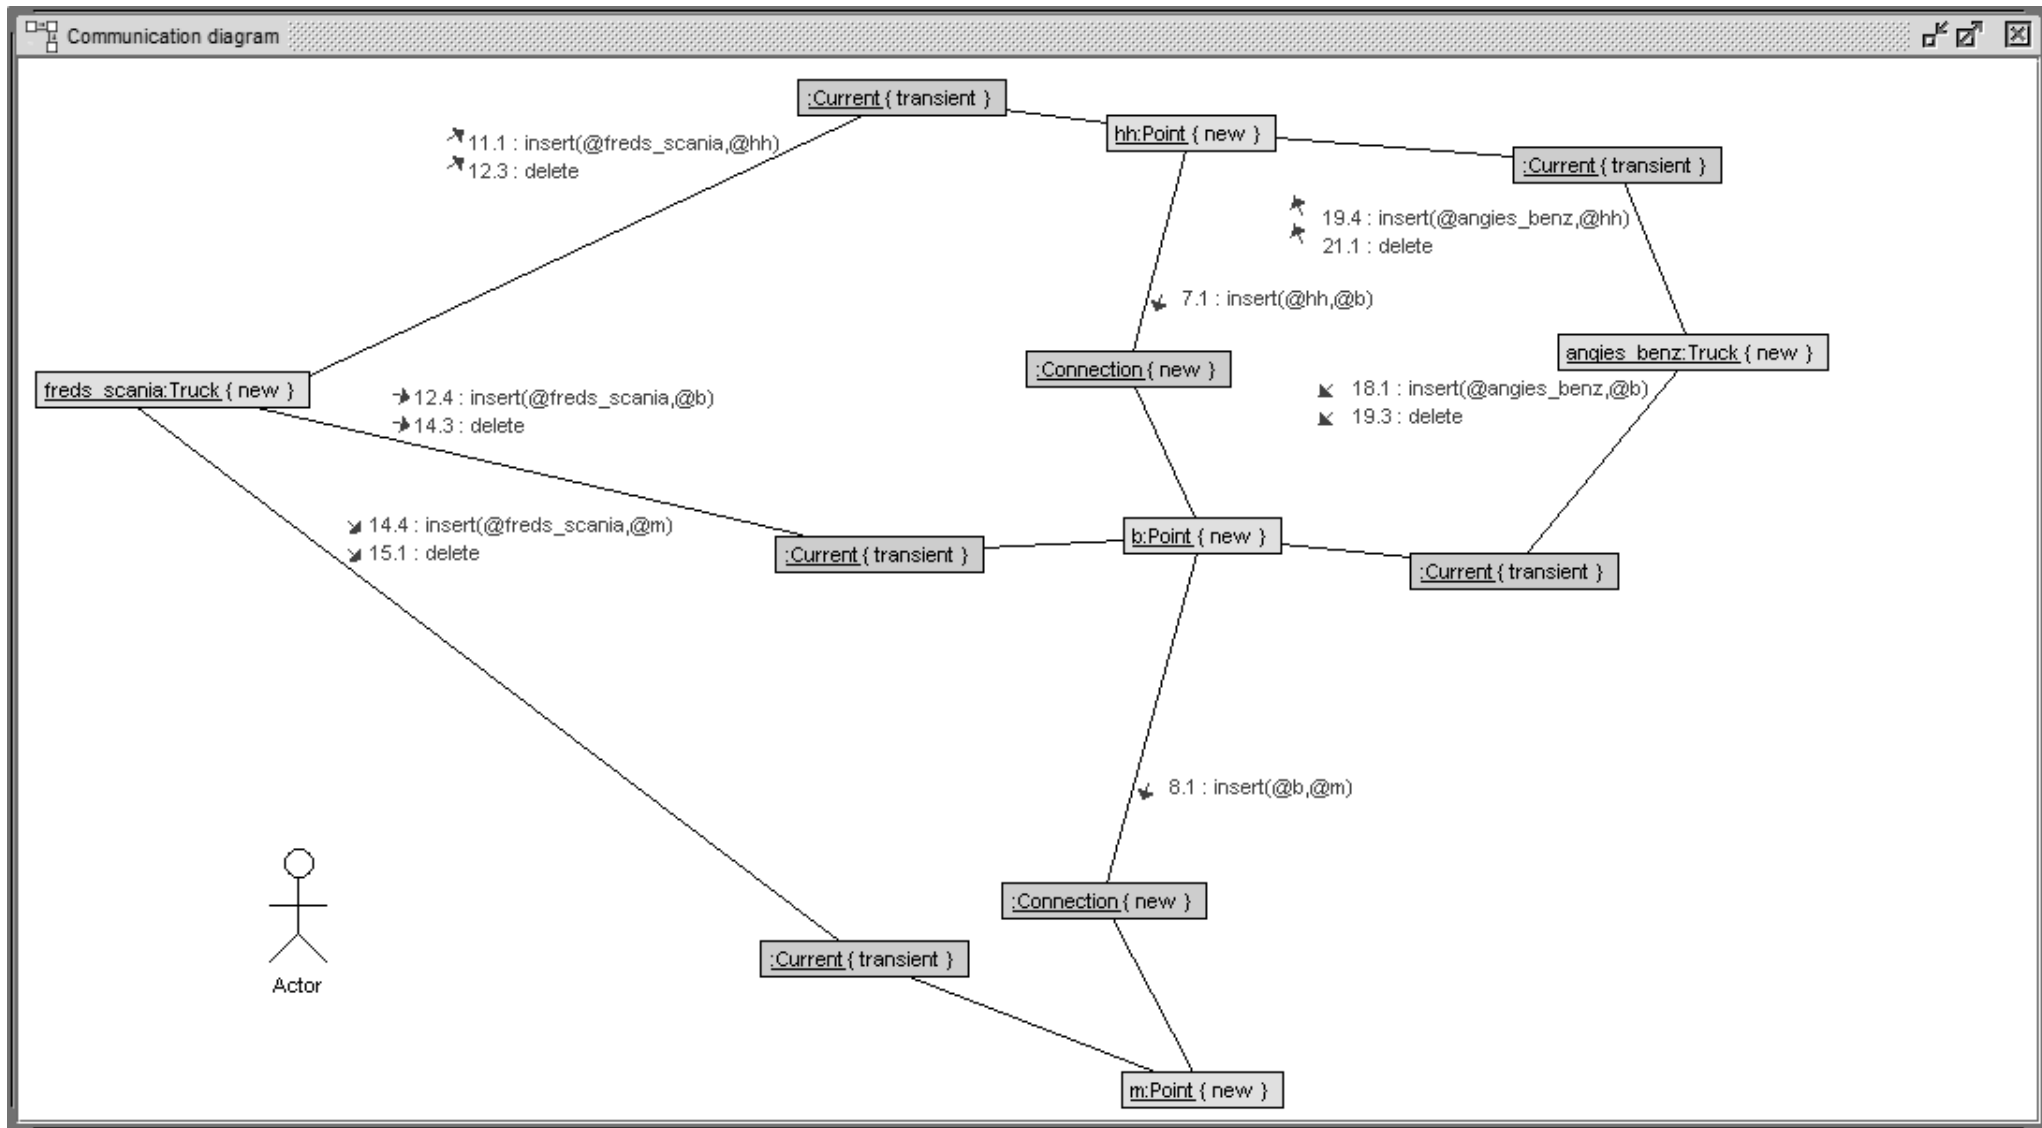 Communication diagram
:Current { transient }
hh:Point { new }
11.1 : insert(@freds_scania,@hh)
12.3 : delete
:Current { transient }
19.4 : insert(@angies_benz,@hh)
21.1 : delete
7.1 : insert(@hh,@b)
angies_benz:Truck { new }
:Connection { new }
freds_scania:Truck { new }
12.4 : insert(@freds_scania,@b)
14.3 : delete
18.1 : insert(@angies_benz,@b)
19.3 : delete
14.4 : insert(@freds_scania,@m)
15.1 : delete
b:Point { new }
:Current { transient }
:Current { transient }
8.1 : insert(@b,@m)
:Connection { new }
:Current { transient }
Actor
m:Point { new }